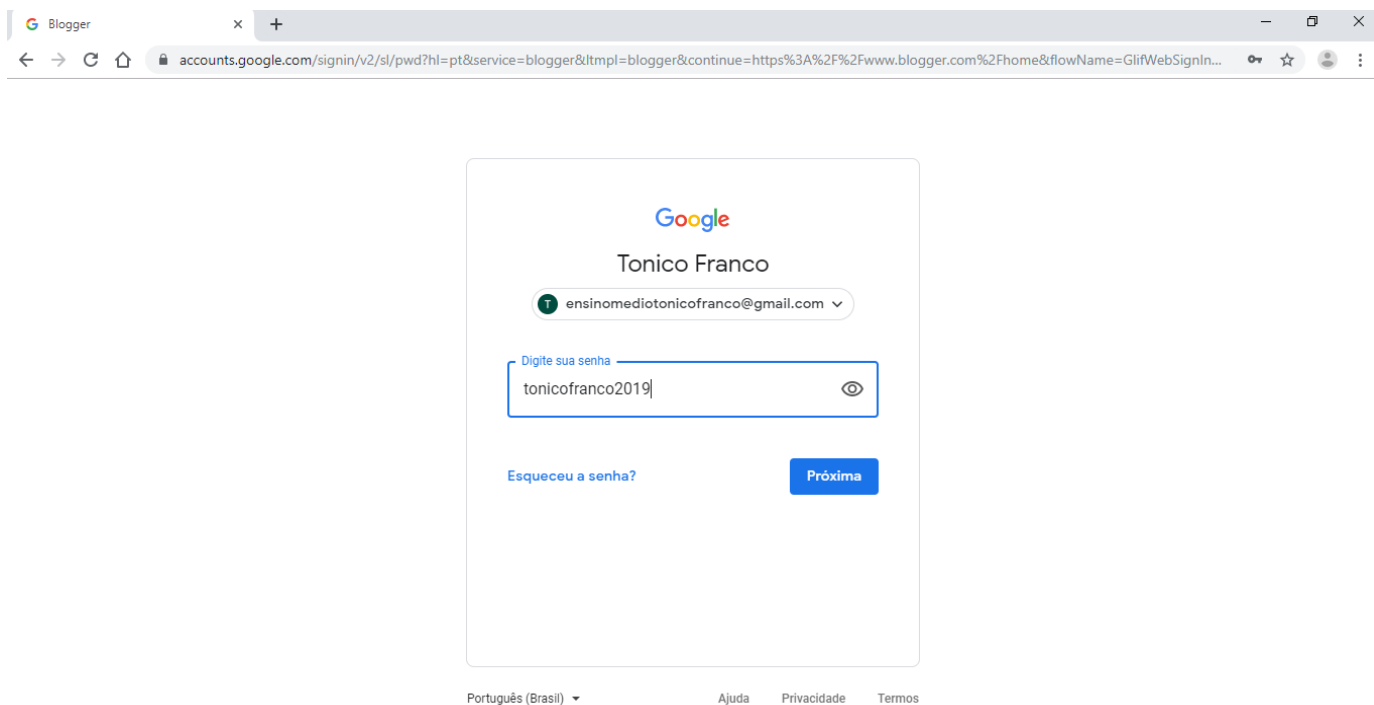 Blogger
accounts.google.com/signin/v2/sl/pwd?hl=pt&service=blogger&ltmpl=blogger&continue=https%3A%2F%2Fwww.blogger.com%2Fhome&flowName=GlifWebSignIn...
Google
Tonico Franco
T ensinomediotonicofranco@gmail.com
Digite sua senha
tonicofranco2019
Esqueceu a senha? Próxima
Português (Brasil) Ajuda Privacidade Termos